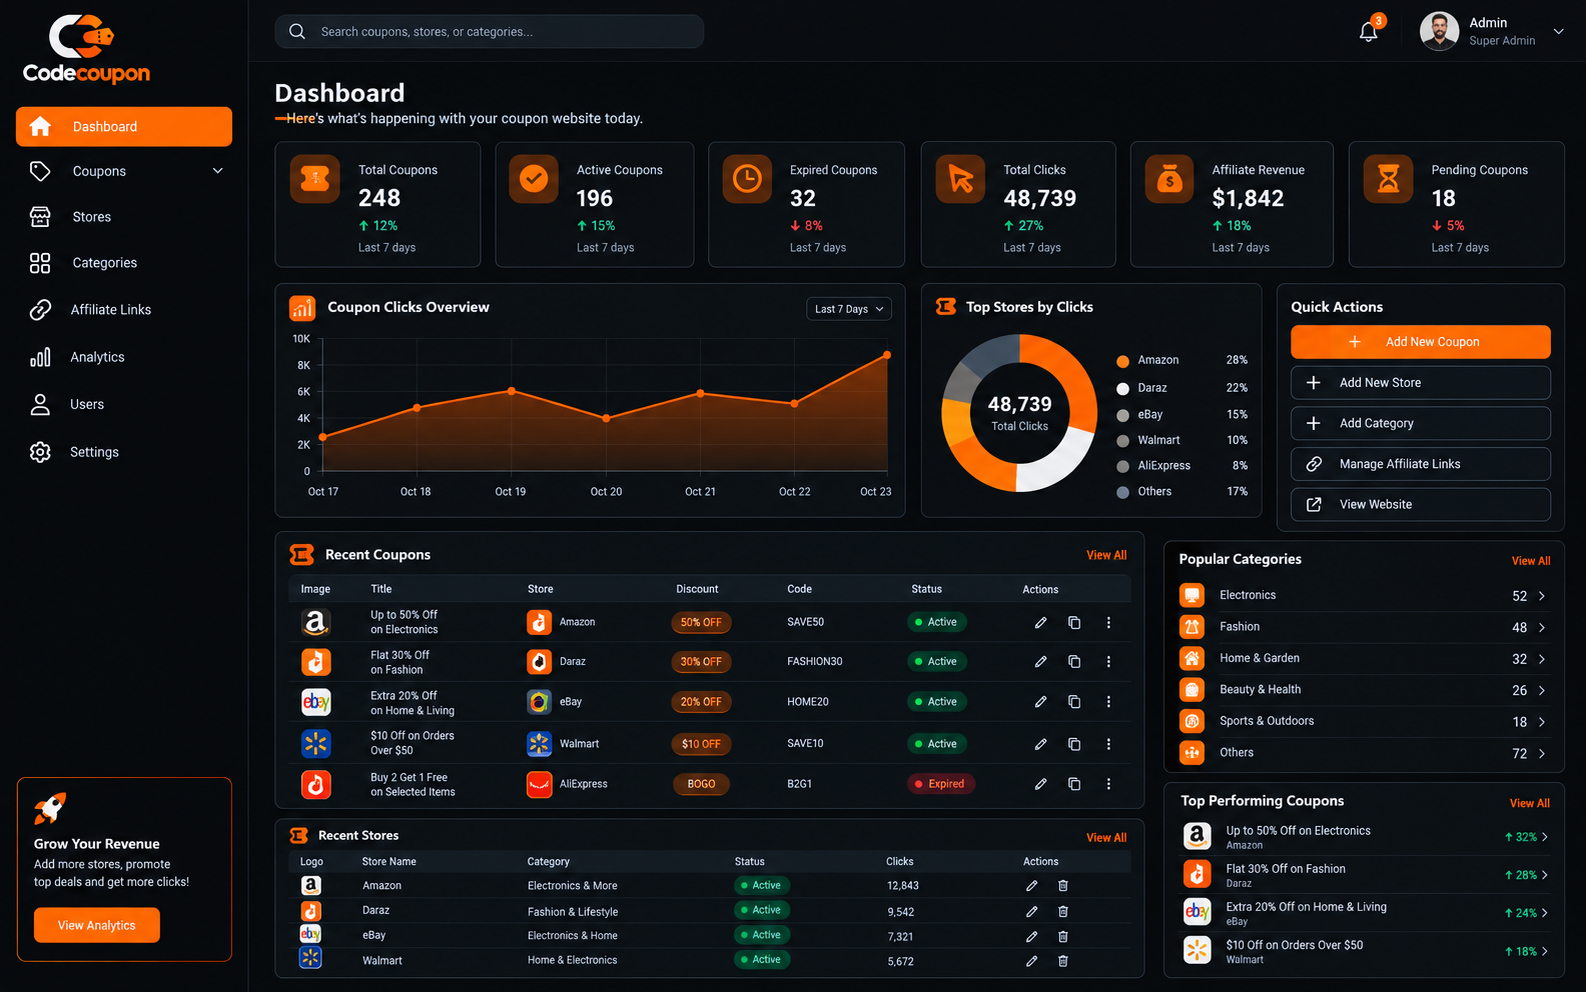 Codecoupon
Dashboard
Coupons
Stores
Categories
Affiliate Links
Analytics
Users
Settings
Grow Your Revenue
Add more stores, promote
top deals and get more clicks!
View Analytics
Search coupons, stores, or categories...
3
Admin
Super Admin
Dashboard
Here's what's happening with your coupon website today.
Total Coupons
248
↑ 12%
Last 7 days
Active Coupons
196
↑ 15%
Last 7 days
Expired Coupons
32
↓ 8%
Last 7 days
Total Clicks
48,739
↑ 27%
Last 7 days
$
Affiliate Revenue
$1,842
↑ 18%
Last 7 days
Pending Coupons
18
↓ 5%
Last 7 days
Coupon Clicks Overview
Last 7 Days
10K
8K
6K
4K
2K
0
Oct 17 Oct 18 Oct 19 Oct 20 Oct 21 Oct 22 Oct 23
Top Stores by Clicks
48,739
Total Clicks
Amazon 28%
Daraz 22%
eBay 15%
Walmart 10%
AliExpress 8%
Others 17%
Quick Actions
+ Add New Coupon
+ Add New Store
+ Add Category
Manage Affiliate Links
View Website
Recent Coupons View All
Image Title Store Discount Code Status Actions
a Up to 50% Off
on Electronics Amazon 50% OFF SAVE50 Active
Flat 30% Off
on Fashion Daraz 30% OFF FASHION30 Active
ebay Extra 20% Off
on Home & Living eBay 20% OFF HOME20 Active
$10 Off on Orders
Over $50 Walmart $10 OFF SAVE10 Active
Buy 2 Get 1 Free
on Selected Items AliExpress BOGO B2G1 Expired
Recent Stores View All
Logo Store Name Category Status Clicks Actions
a Amazon Electronics & More Active 12,843
Daraz Fashion & Lifestyle Active 9,542
ebay eBay Electronics & Home Active 7,321
Walmart Home & Electronics Active 5,672
Popular Categories View All
Electronics 52
Fashion 48
Home & Garden 32
Beauty & Health 26
Sports & Outdoors 18
Others 72
Top Performing Coupons View All
a Up to 50% Off on Electronics
Amazon ↑ 32%
Flat 30% Off on Fashion
Daraz ↑ 28%
ebay Extra 20% Off on Home & Living
eBay ↑ 24%
$10 Off on Orders Over $50
Walmart ↑ 18%